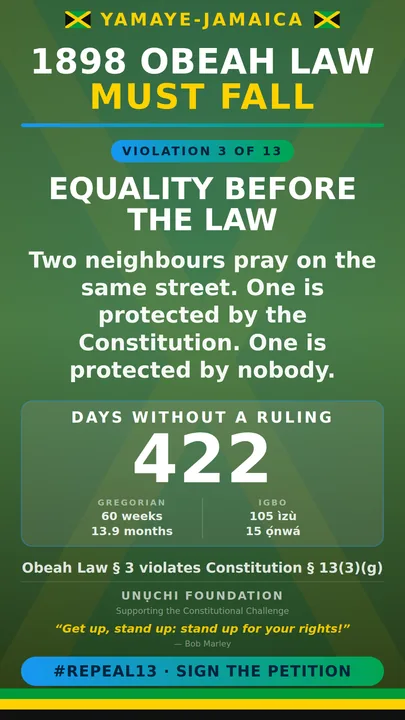 YAMAYE-JAMAICA
1898 OBEAH LAW
MUST FALL
VIOLATION 3 OF 13
EQUALITY BEFORE
THE LAW
Two neighbours pray on the
same street. One is
protected by the
Constitution. One is
protected by nobody.
DAYS WITHOUT A RULING
422
GREGORIAN
60 weeks
13.9 months
IGBO
105 ìzù
15 ọ́nwá
Obeah Law § 3 violates Constitution § 13(3)(g)
UNỤCHI FOUNDATION
Supporting the Constitutional Challenge
“Get up, stand up: stand up for your rights!”
— Bob Marley
#REPEAL13 · SIGN THE PETITION